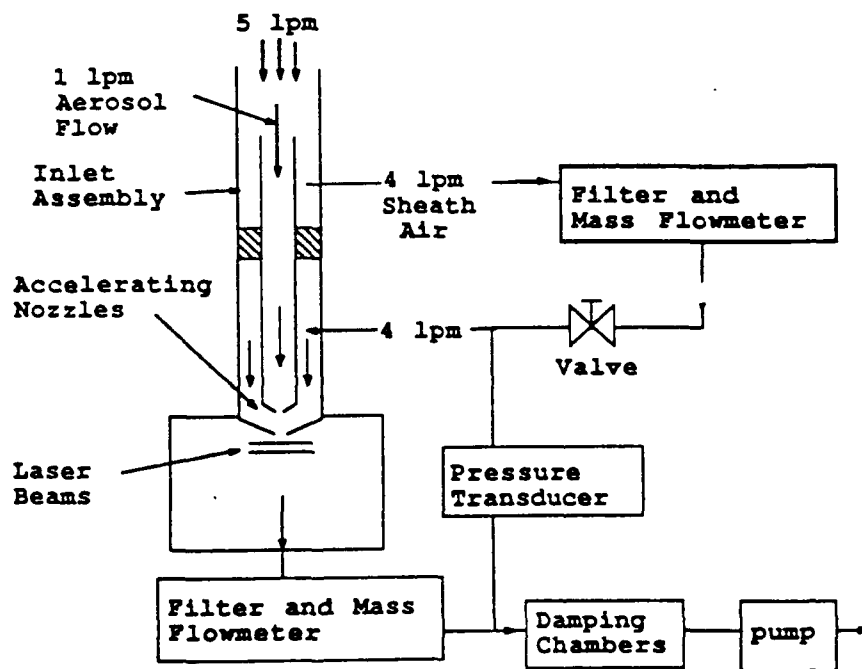 5 lpm
1 lpm
Aerosol
Flow
Inlet
Assembly
4 lpm
Sheath
Air
Filter and
Mass Flowmeter
Accelerating
Nozzles
4 lpm
Valve
Laser
Beams
Pressure
Transducer
Filter and Mass
Flowmeter
Damping
Chambers
pump